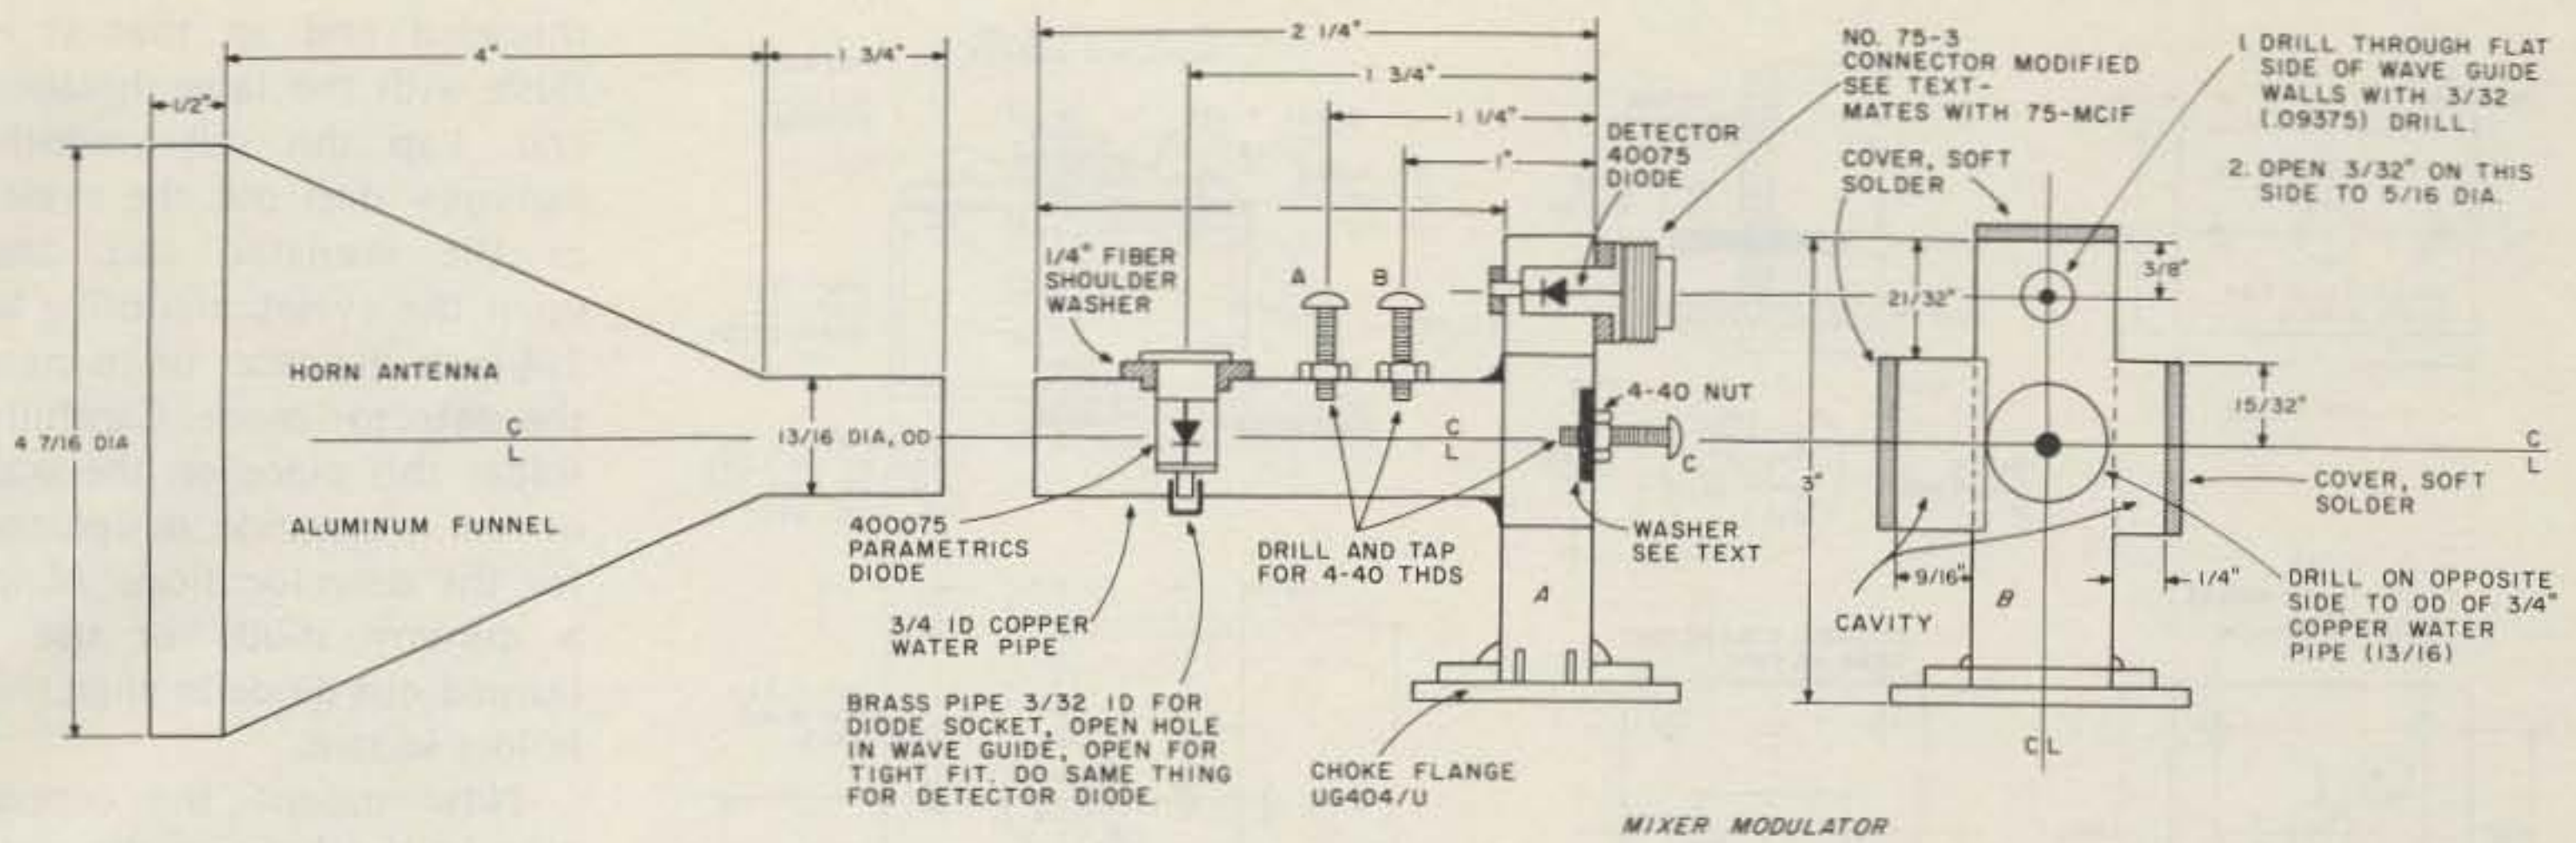 1/2"
4"
1 3/4"
4 7/16 DIA
HORN ANTENNA
C
L
ALUMINUM FUNNEL
13/16 DIA, OD
2 1/4"
1 3/4"
1 1/4"
1"
1/4" FIBER
SHOULDER
WASHER
A
B
DETECTOR
40075
DIODE
NO. 75-3
CONNECTOR MODIFIED
SEE TEXT-
MATES WITH 75-MCIF
C
L
4-40 NUT
C
400075
PARAMETRICS
DIODE
3/4 ID COPPER
WATER PIPE
BRASS PIPE 3/32 ID FOR
DIODE SOCKET, OPEN HOLE
IN WAVE GUIDE, OPEN FOR
TIGHT FIT. DO SAME THING
FOR DETECTOR DIODE.
DRILL AND TAP
FOR 4-40 THDS
WASHER
SEE TEXT
A
CHOKE FLANGE
UG404/U
COVER, SOFT
SOLDER
1. DRILL THROUGH FLAT
SIDE OF WAVE GUIDE
WALLS WITH 3/32
(.09375) DRILL.
2. OPEN 3/32" ON THIS
SIDE TO 5/16 DIA.
21/32"
3/8"
15/32"
3"
C
L
COVER, SOFT
SOLDER
9/16"
1/4"
B
CAVITY
DRILL ON OPPOSITE
SIDE TO OD OF 3/4"
COPPER WATER
PIPE (13/16)
C L
MIXER MODULATOR